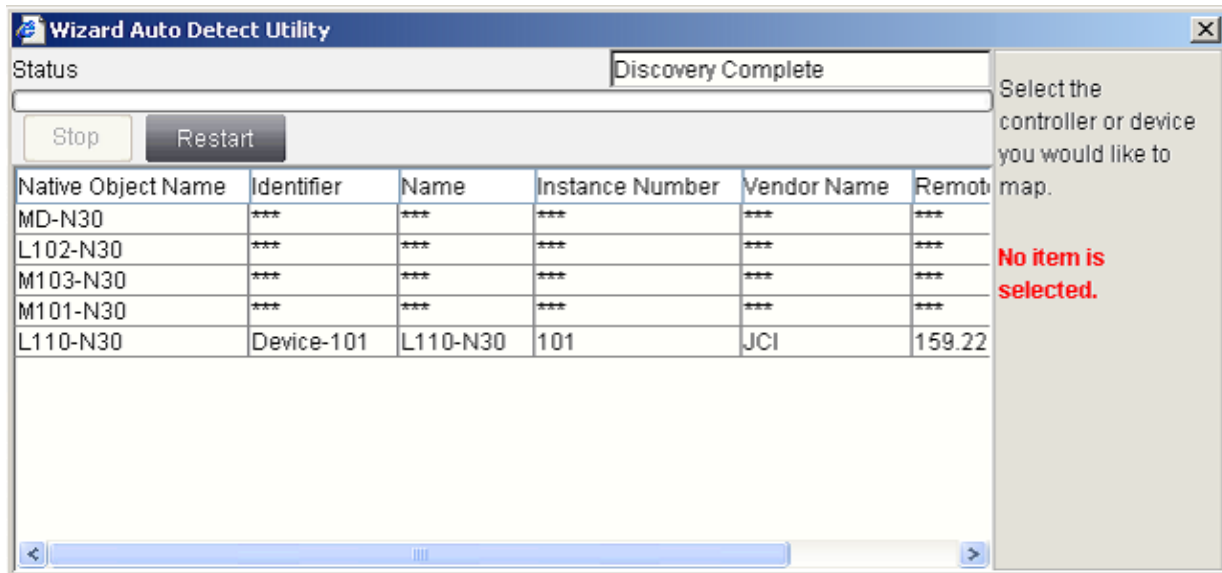 Wizard Auto Detect Utility
Status Discovery Complete
Stop Restart
Native Object Name Identifier Name Instance Number Vendor Name Remot
MD-N30 *** *** *** *** ***
L102-N30 *** *** *** *** ***
M103-N30 *** *** *** *** ***
M101-N30 *** *** *** *** ***
L110-N30 Device-101 L110-N30 101 JCI 159.22
Select the
controller or device
you would like to
map.
No item is
selected.